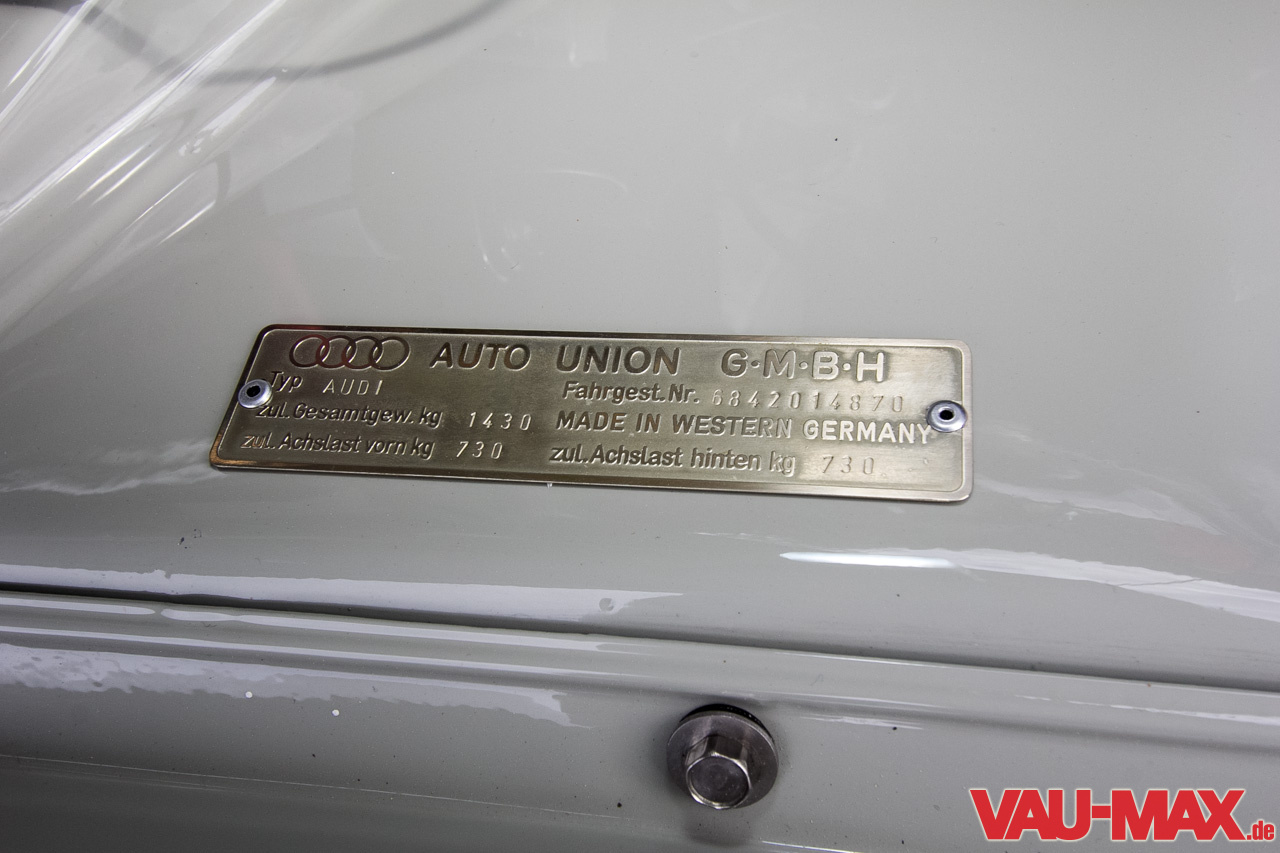 AUTO UNION G·M·B·H
Typ AUDI Fahrgest.Nr. 6842014870
zul. Gesamtgew. kg 1430 MADE IN WESTERN GERMANY
zul. Achslast vorn kg 730 zul. Achslast hinten kg 730
VAU-MAX.de